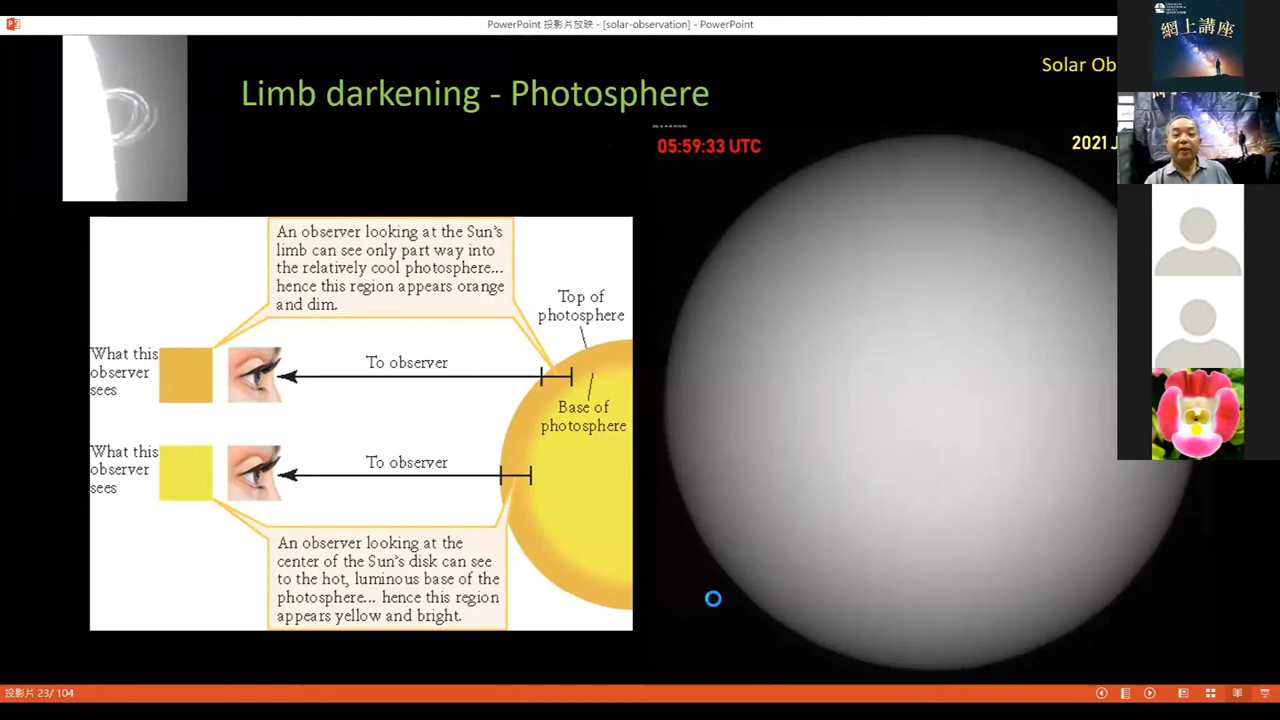 PowerPoint 投影片放映 - [solar-observation] - PowerPoint
網上講座
Solar Ob
Limb darkening - Photosphere
05:59:33 UTC
2021 J
An observer looking at the Sun's
limb can see only part way into
the relatively cool photosphere...
hence this region appears orange
and dim.
Top of
photosphere
What this
observer
sees
To observer
Base of
photosphere
What this
observer
sees
To observer
An observer looking at the
center of the Sun's disk can see
to the hot, luminous base of the
photosphere... hence this region
appears yellow and bright.
投影片 23/ 104